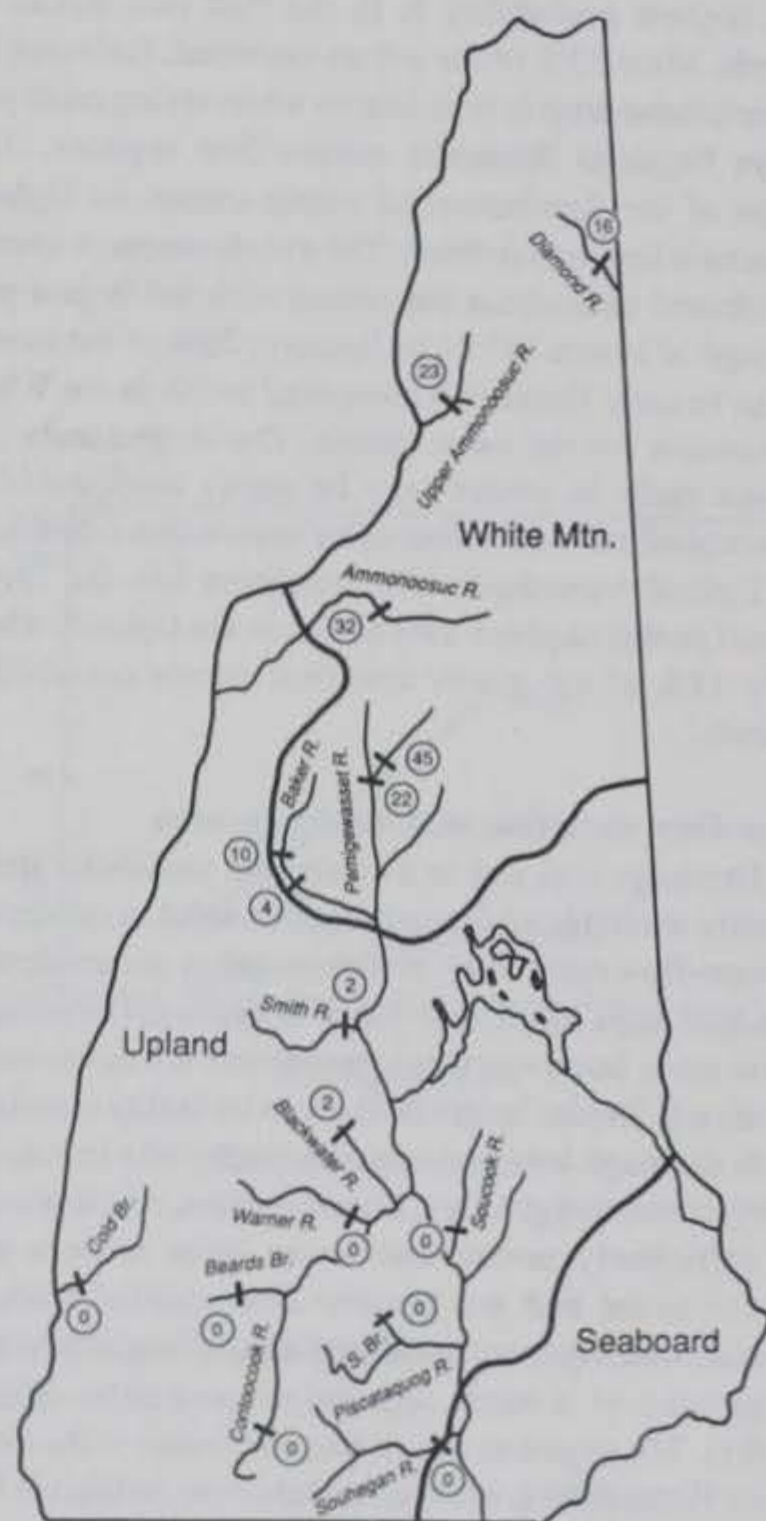 16
Diamond R.
23
Upper Ammonoosuc R.
White Mtn.
Ammonoosuc R.
32
Baker R.
Pemigewasset R.
45
22
10
4
2
Smith R.
Upland
2
Blackwater R.
Soucook R.
Cold Br.
Warner R.
0
0
Beards Br.
0
0
0
S. Br.
Piscataquog R.
Seaboard
Contoocook R.
0
Souhegan R.
0